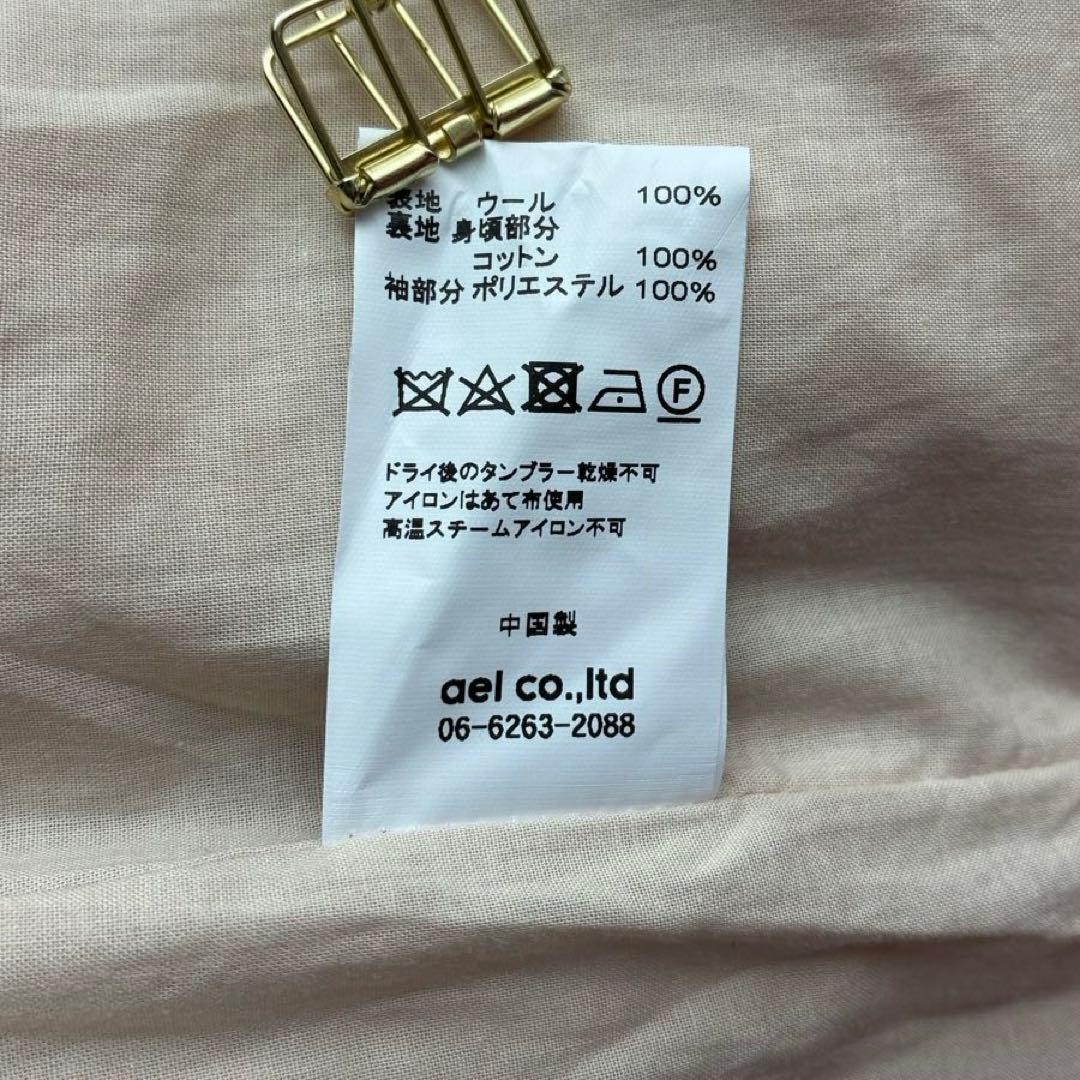 表地 ウール 100%
裏地 身頃部分
コットン 100%
袖部分 ポリエステル 100%
F
ドライ後のタンブラー乾燥不可
アイロンはあて布使用
高温スチームアイロン不可
中国製
ael co.,ltd
06-6263-2088